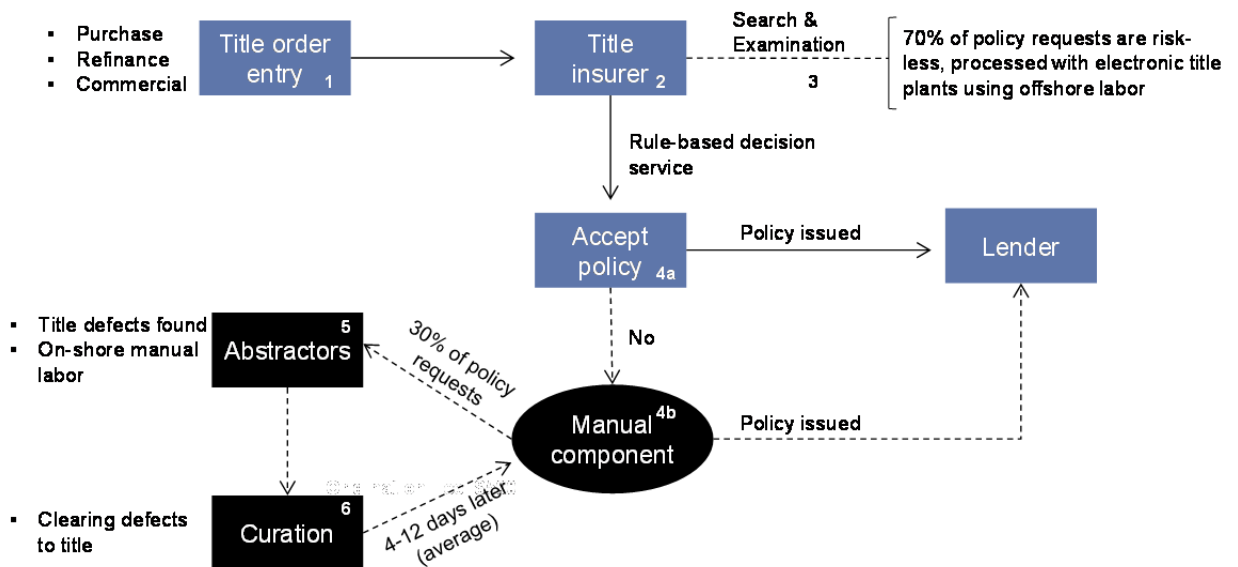 ▪ Purchase
▪ Refinance
▪ Commercial
Title order
entry 1
Title
insurer 2
Search &
Examination
3
70% of policy requests are risk-
less, processed with electronic title
plants using offshore labor
Rule-based decision
service
Accept
policy 4a
Policy issued
Lender
No
▪ Title defects found
▪ On-shore manual
labor
5
Abstractors
30% of policy
requests
4b
Manual
component
Policy issued
6
Curation
▪ Clearing defects
to title
4-12 days later
(average)